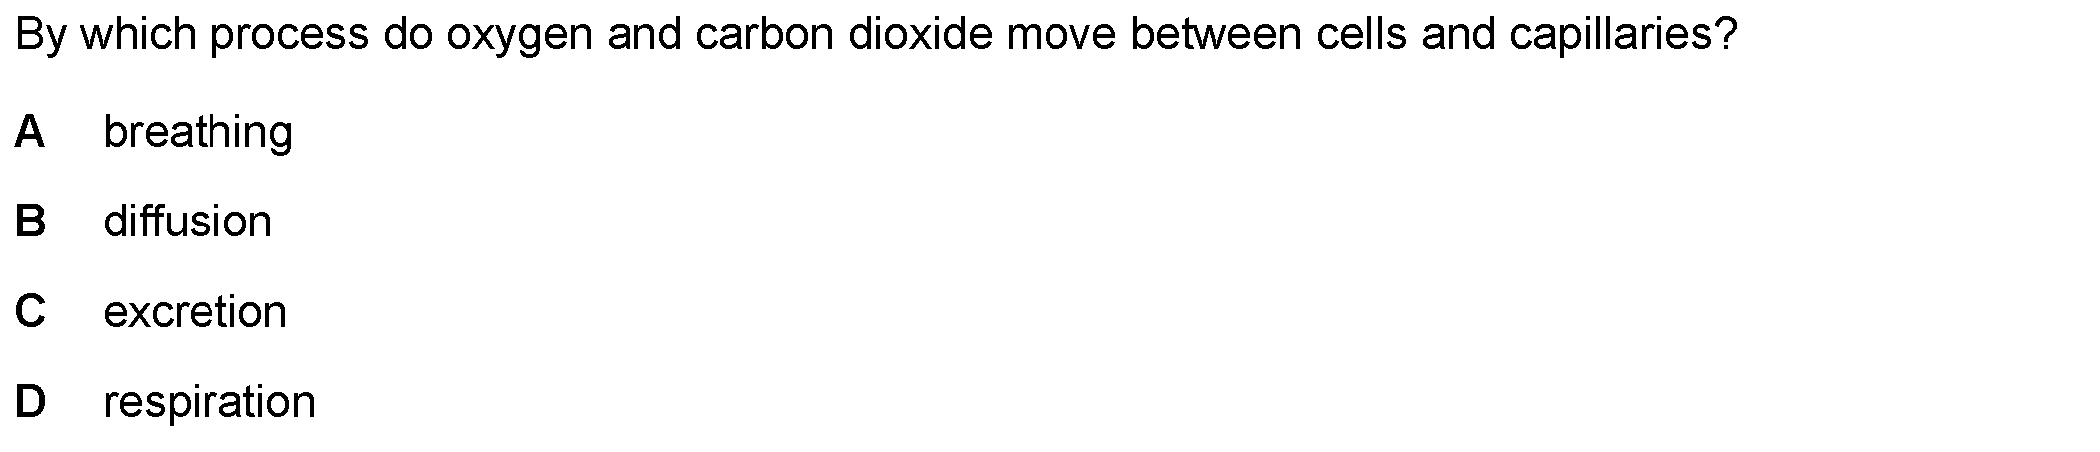 By which process do oxygen and carbon dioxide move between cells and capillaries?
A breathing
B diffusion
C excretion
D respiration